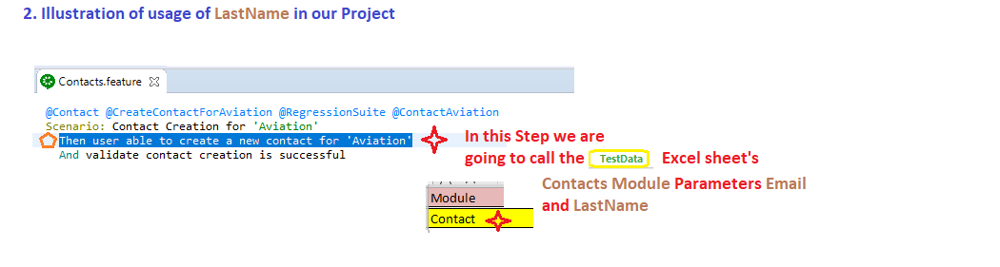 2. Illustration of usage of LastName in our Project
Contacts.feature
@Contact @CreateContactForAviation @RegressionSuite @ContactAviation
Scenario: Contact Creation for 'Aviation'
Then user able to create a new contact for 'Aviation'
And validate contact creation is successful
In this Step we are
going to call the TestData Excel sheet's
Contacts Module Parameters Email
and LastName
Module
Contact